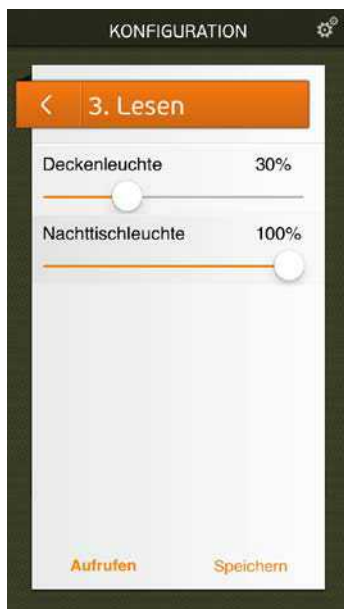 KONFIGURATION
< 3. Lesen
Deckenleuchte 30%
Nachttischleuchte 100%
Aufrufen Speichern